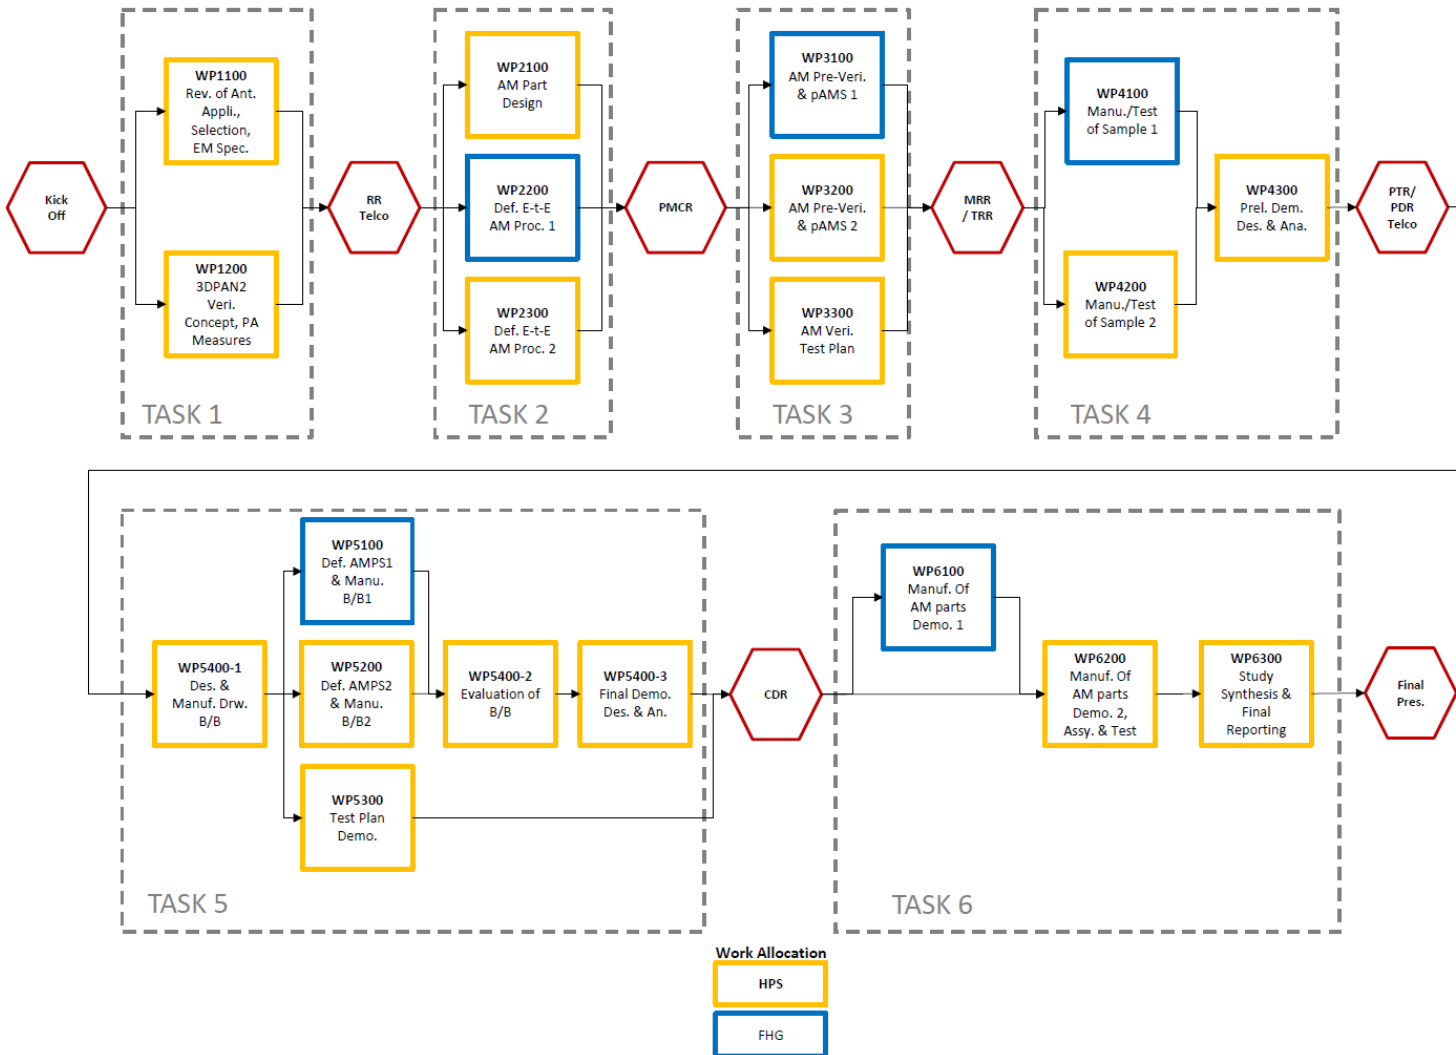 WP1100
Rev. of Ant.
Appli.,
Selection,
EM Spec.
WP1200
3DPAN2
Veri.
Concept, PA
Measures
Kick
Off
TASK 1
RR
Telco
WP2100
AM Part
Design
WP2200
Def. E-t-E
AM Proc. 1
WP2300
Def. E-t-E
AM Proc. 2
TASK 2
PMCR
WP3100
AM Pre-Veri.
& pAMS 1
WP3200
AM Pre-Veri.
& pAMS 2
WP3300
AM Veri.
Test Plan
TASK 3
MRR
/ TRR
WP4100
Manu./Test
of Sample 1
WP4200
Manu./Test
of Sample 2
WP4300
Prel. Dem.
Des. & Ana.
TASK 4
PTR/
PDR
Telco
WP5400-1
Des. &
Manuf. Drw.
B/B
WP5100
Def. AMPS1
& Manu.
B/B1
WP5200
Def. AMPS2
& Manu.
B/B2
WP5300
Test Plan
Demo.
WP5400-2
Evaluation of
B/B
WP5400-3
Final Demo.
Des. & An.
TASK 5
CDR
WP6100
Manuf. Of
AM parts
Demo. 1
WP6200
Manuf. Of
AM parts
Demo. 2,
Assy. & Test
WP6300
Study
Synthesis &
Final
Reporting
TASK 6
Final
Pres.
Work Allocation
HPS
FHG